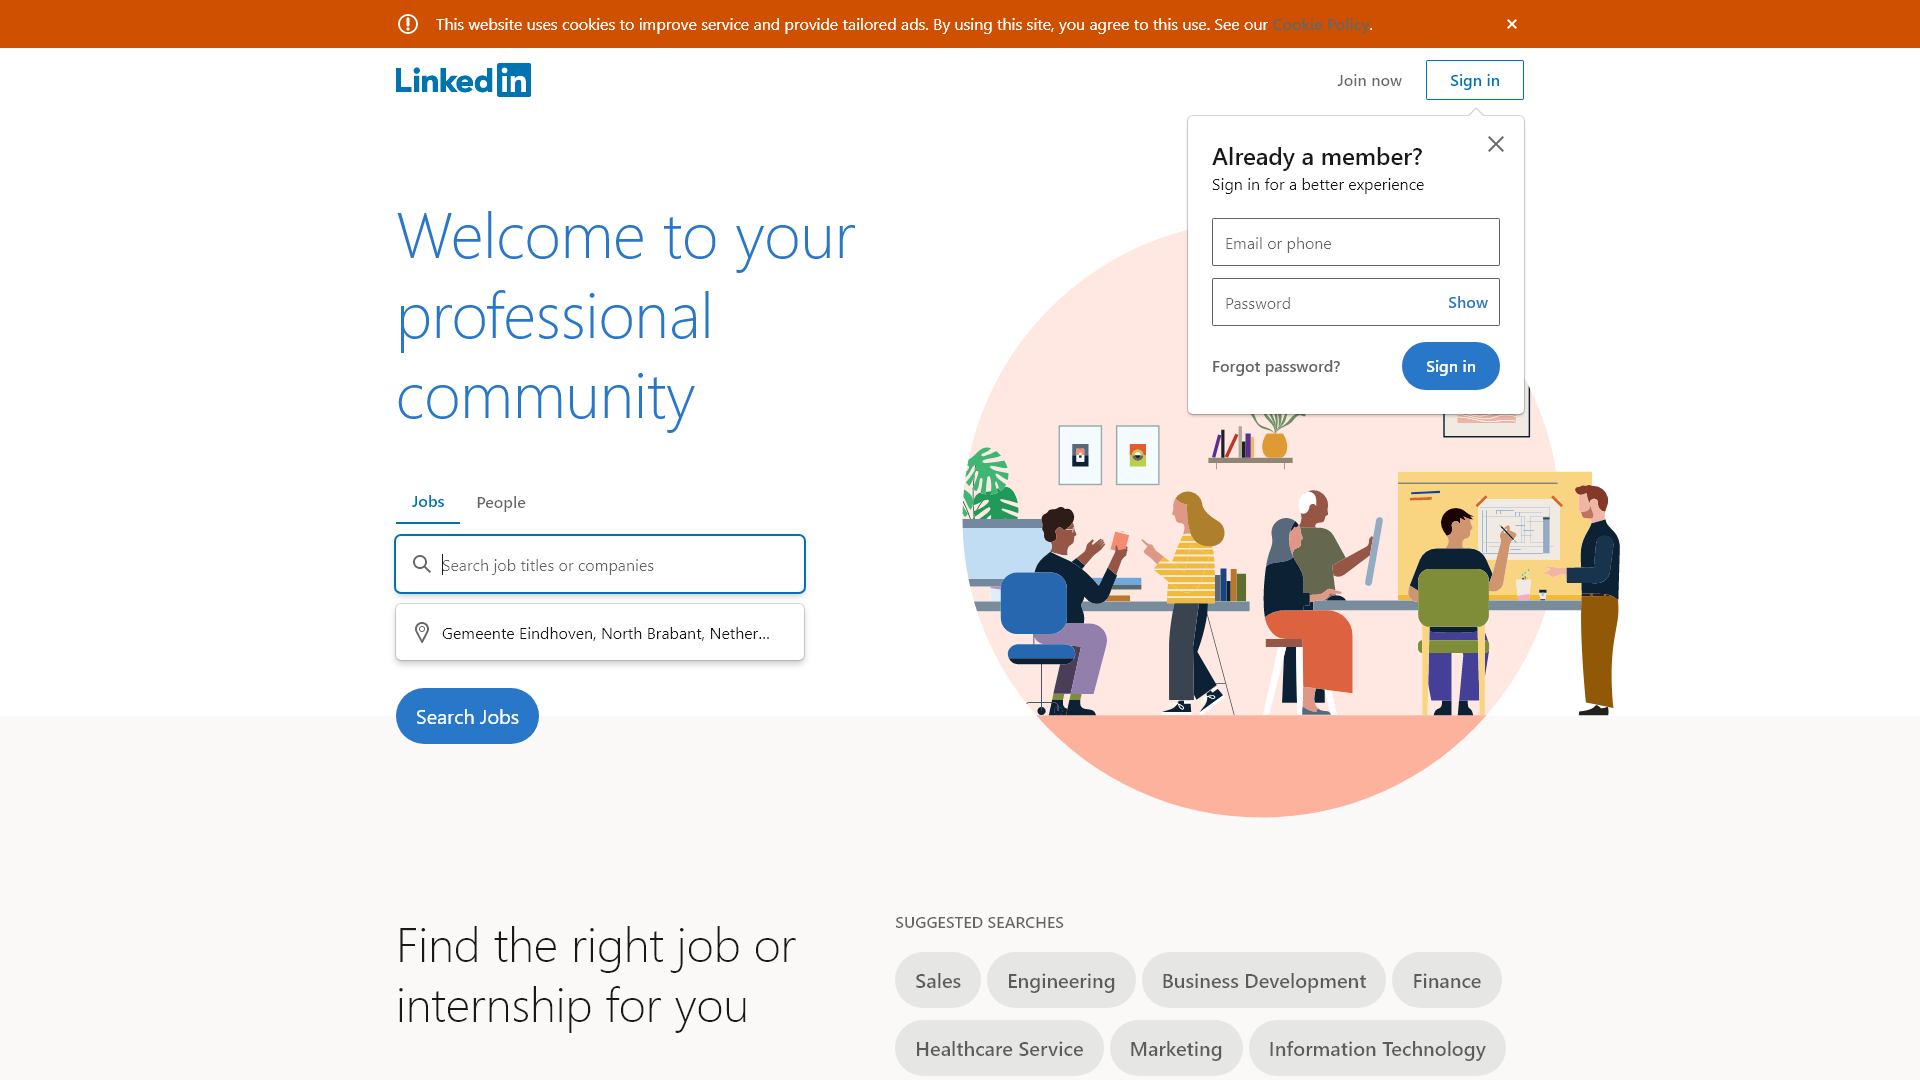 This website uses cookies to improve service and provide tailored ads. By using this site, you agree to this use. See our Cookie Policy.
Linked in
Join now
Sign in
Already a member?
Sign in for a better experience
Email or phone
Password
Show
Forgot password?
Sign in
Welcome to your
professional
community
Jobs
People
Search job titles or companies
Gemeente Eindhoven, North Brabant, Nether...
Search Jobs
Find the right job or
internship for you
SUGGESTED SEARCHES
Sales
Engineering
Business Development
Finance
Healthcare Service
Marketing
Information Technology